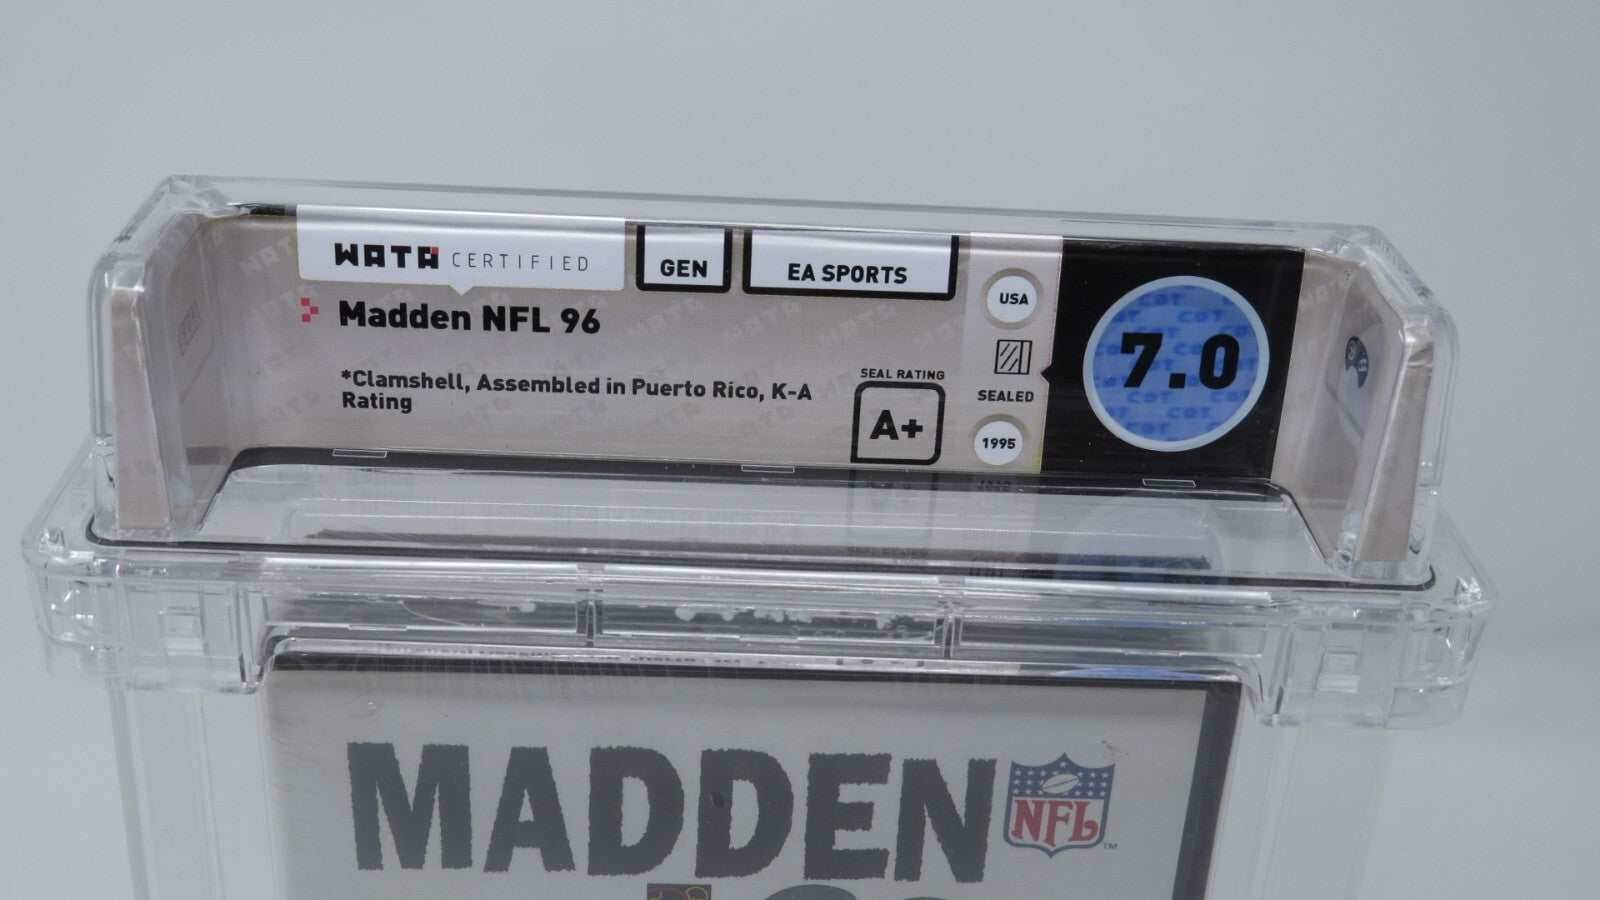 WATA CERTIFIED
GEN
EA SPORTS
Madden NFL 96
*Clamshell, Assembled in Puerto Rico, K-A
Rating
SEAL RATING
A+
USA
SEALED
1995
7.0
MADDEN
NFL
TM